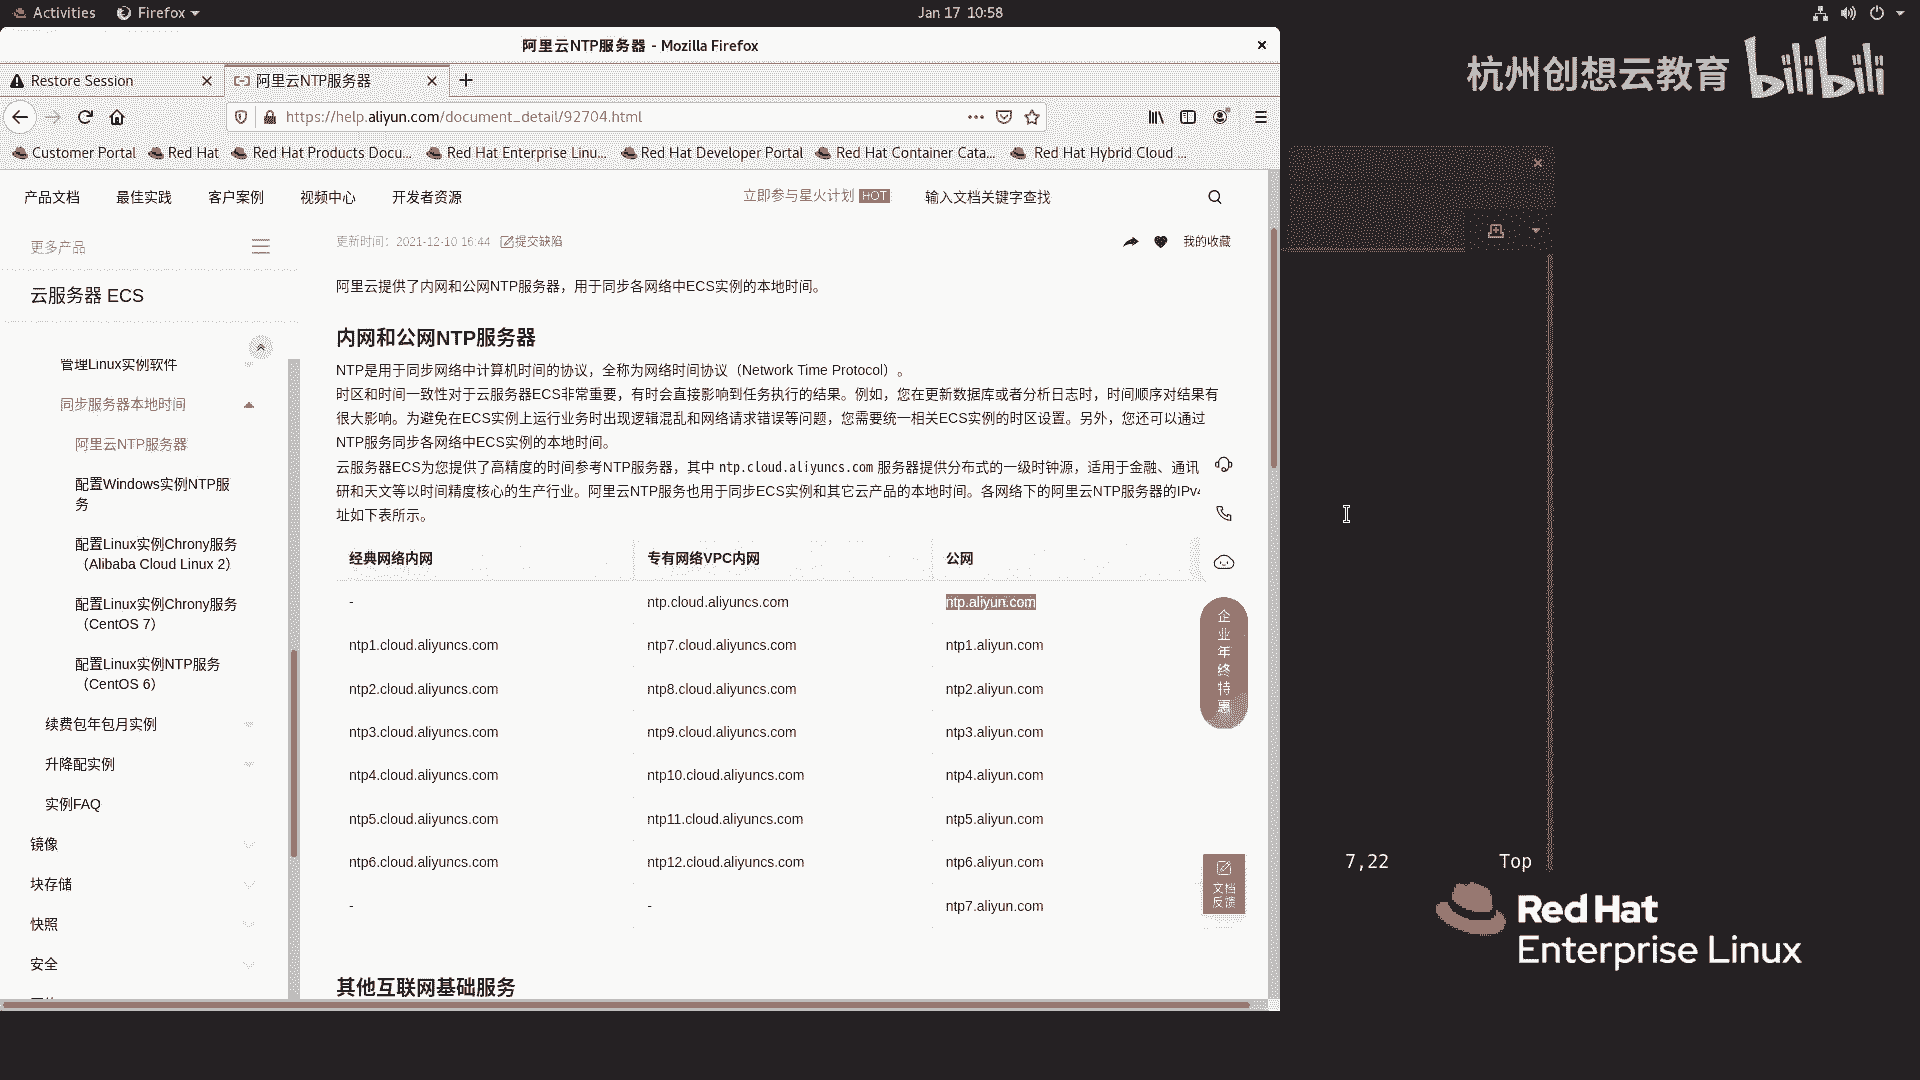 Activities
Firefox
Jan 17 10:58
阿里云NTP服务器 - Mozilla Firefox
Restore Session
阿里云NTP服务器
https://help.aliyun.com/document_detail/92704.html
Customer Portal
Red Hat
Red Hat Products Docu...
Red Hat Enterprise Linu...
Red Hat Developer Portal
Red Hat Container Cata...
Red Hat Hybrid Cloud ...
杭州创想云教育 bilibili
产品文档
最佳实践
客户案例
视频中心
开发者资源
立即参与星火计划 HOT
输入文档关键字查找
更多产品
云服务器 ECS
管理Linux实例软件
同步服务器本地时间
阿里云NTP服务器
配置Windows实例NTP服
务
配置Linux实例Chrony服务
（Alibaba Cloud Linux 2）
配置Linux实例Chrony服务
（CentOS 7）
配置Linux实例NTP服务
（CentOS 6）
续费包年包月实例
升降配实例
实例FAQ
镜像
块存储
快照
安全
更新时间：2021-12-10 16:44
提交缺陷
我的收藏
阿里云提供了内网和公网NTP服务器，用于同步各网络中ECS实例的本地时间。
内网和公网NTP服务器
NTP是用于同步网络中计算机时间的协议，全称为网络时间协议（Network Time Protocol）。
时区和时间一致性对于云服务器ECS非常重要，有时会直接影响到任务执行的结果。例如，您在更新数据库或者分析日志时，时间顺序对结果有
很大影响。为避免在ECS实例上运行业务时出现逻辑混乱和网络请求错误等问题，您需要统一相关ECS实例的时区设置。另外，您还可以通过
NTP服务同步各网络中ECS实例的本地时间。
云服务器ECS为您提供了高精度的时间参考NTP服务器，其中 ntp.cloud.aliyuncs.com 服务器提供分布式的一级时钟源，适用于金融、通讯
研和天文等以时间精度核心的生产行业。阿里云NTP服务也用于同步ECS实例和其它云产品的本地时间。各网络下的阿里云NTP服务器的IPv4
址如下表所示。
经典网络内网
专有网络VPC内网
公网
-
ntp.cloud.aliyuncs.com
ntp.aliyun.com
ntp1.cloud.aliyuncs.com
ntp7.cloud.aliyuncs.com
ntp1.aliyun.com
ntp2.cloud.aliyuncs.com
ntp8.cloud.aliyuncs.com
ntp2.aliyun.com
ntp3.cloud.aliyuncs.com
ntp9.cloud.aliyuncs.com
ntp3.aliyun.com
ntp4.cloud.aliyuncs.com
ntp10.cloud.aliyuncs.com
ntp4.aliyun.com
ntp5.cloud.aliyuncs.com
ntp11.cloud.aliyuncs.com
ntp5.aliyun.com
ntp6.cloud.aliyuncs.com
ntp12.cloud.aliyuncs.com
ntp6.aliyun.com
-
-
ntp7.aliyun.com
其他互联网基础服务
企
业
年
终
特
惠
文档
反馈
7,22
Top
Red Hat
Enterprise Linux